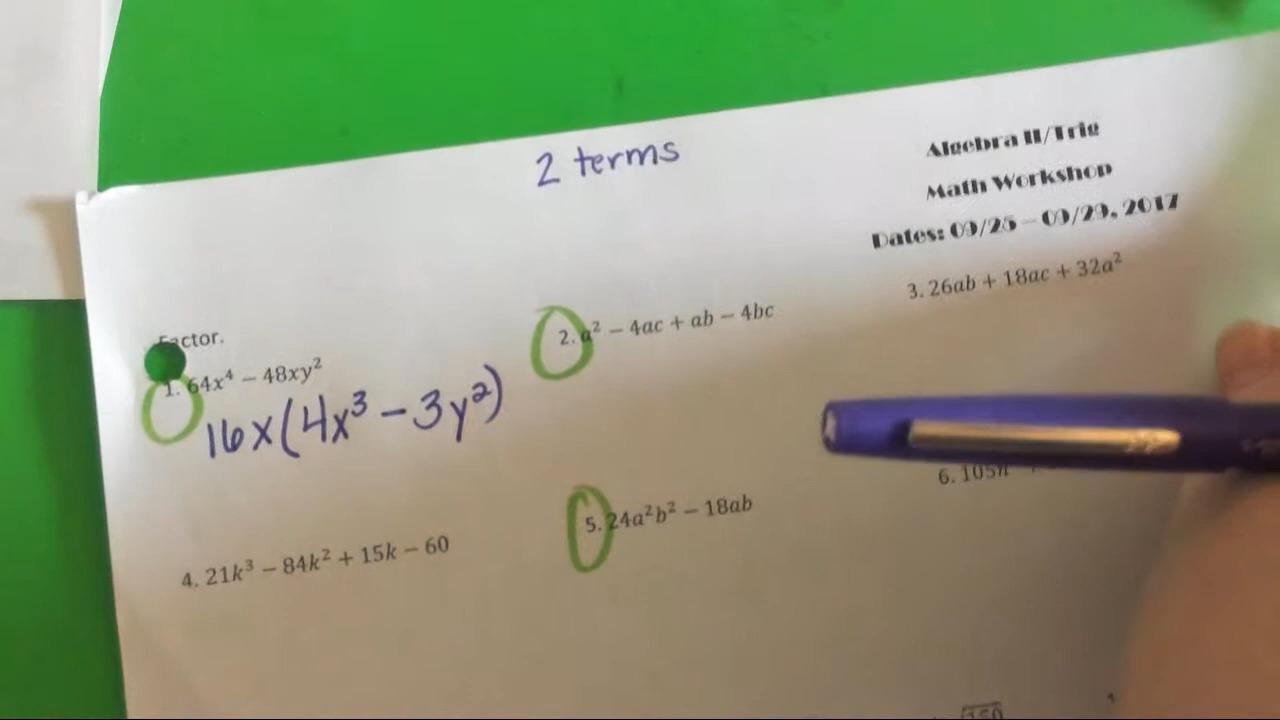 2 terms
Algebra II/Trig
Math Workshop
Dates: 09/25 – 09/29, 2017
Factor.
1. 64x⁴ − 48xy²
16x(4x³ − 3y²)
2. a² − 4ac + ab − 4bc
3. 26ab + 18ac + 32a²
4. 21k³ − 84k² + 15k − 60
5. 24a²b² − 18ab
6. 105n